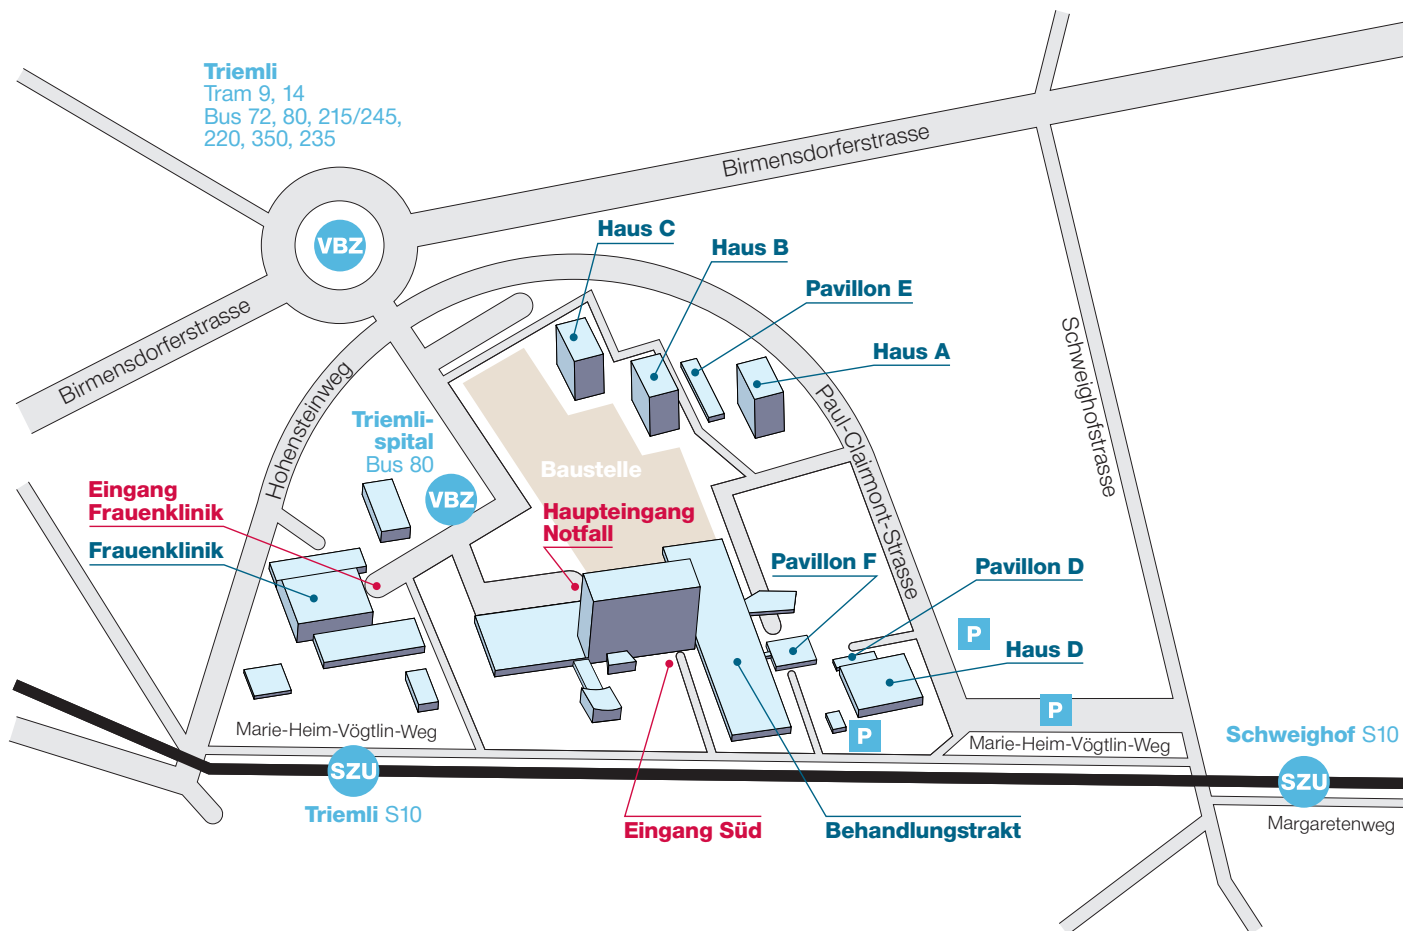 Triemli
Tram 9, 14
Bus 72, 80, 215/245,
220, 350, 235
VBZ
Birmensdorferstrasse
Birmensdorferstrasse
Haus C
Haus B
Pavillon E
Haus A
Hohensteinweg
Paul-Clairmont-Strasse
Schweighofstrasse
Triemli-
spital
Bus 80
VBZ
Baustelle
Eingang
Frauenklinik
Frauenklinik
Haupteingang
Notfall
Pavillon F
Pavillon D
P
Haus D
P
P
Marie-Heim-Vögtlin-Weg
Marie-Heim-Vögtlin-Weg
Schweighof S10
SZU
SZU
Triemli S10
Eingang Süd
Behandlungstrakt
Margaretenweg